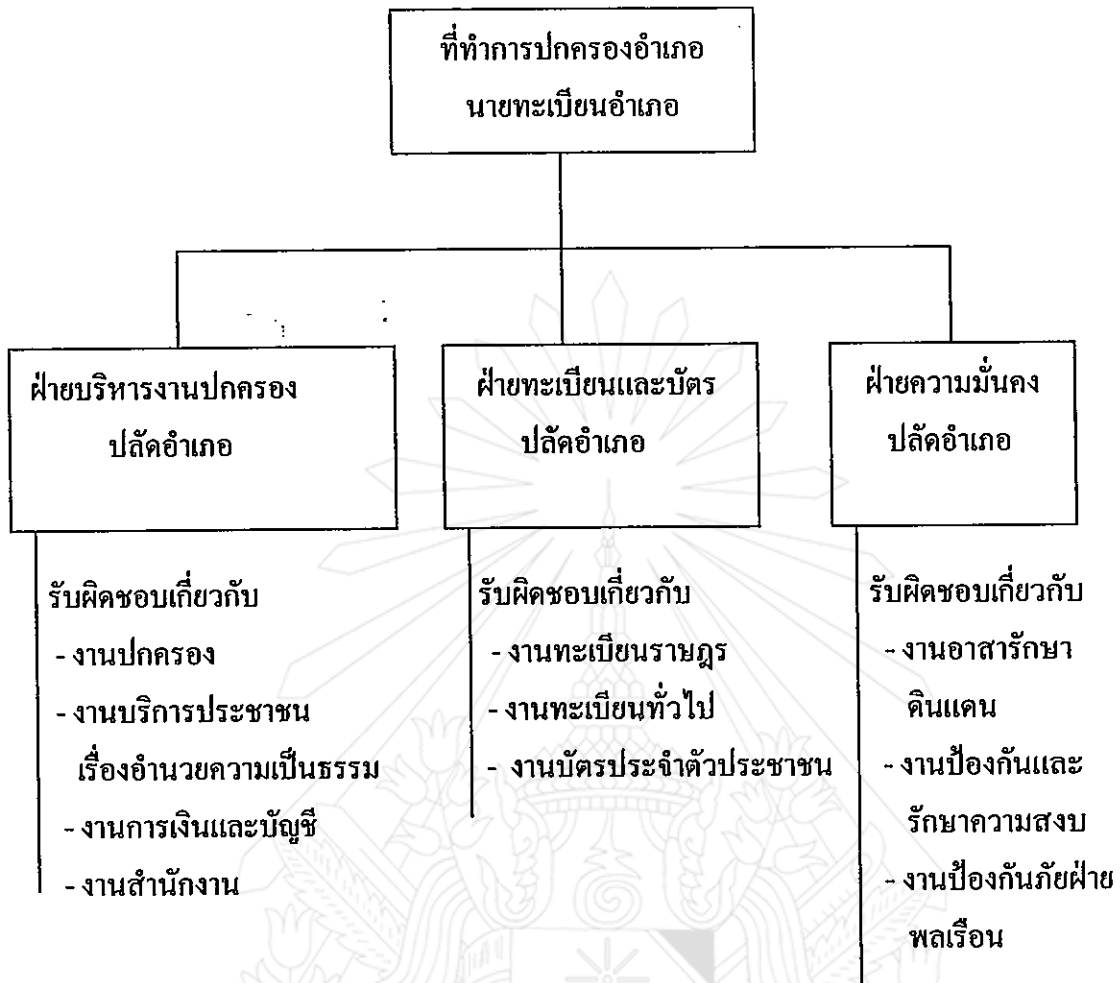 ที่ทำการปกครองอำเภอ
นายทะเบียนอำเภอ
ฝ่ายบริหารงานปกครอง
ปลัดอำเภอ
รับผิดชอบเกี่ยวกับ
- งานปกครอง
- งานบริการประชาชน
เรื่องอำนวยความเป็นธรรม
- งานการเงินและบัญชี
- งานสำนักงาน
ฝ่ายทะเบียนและบัตร
ปลัดอำเภอ
รับผิดชอบเกี่ยวกับ
- งานทะเบียนราษฎร
- งานทะเบียนทั่วไป
- งานบัตรประจำตัวประชาชน
ฝ่ายความมั่นคง
ปลัดอำเภอ
รับผิดชอบเกี่ยวกับ
- งานอาสารักษา
ดินแดน
- งานป้องกันและ
รักษาความสงบ
- งานป้องกันภัยฝ่าย
พลเรือน